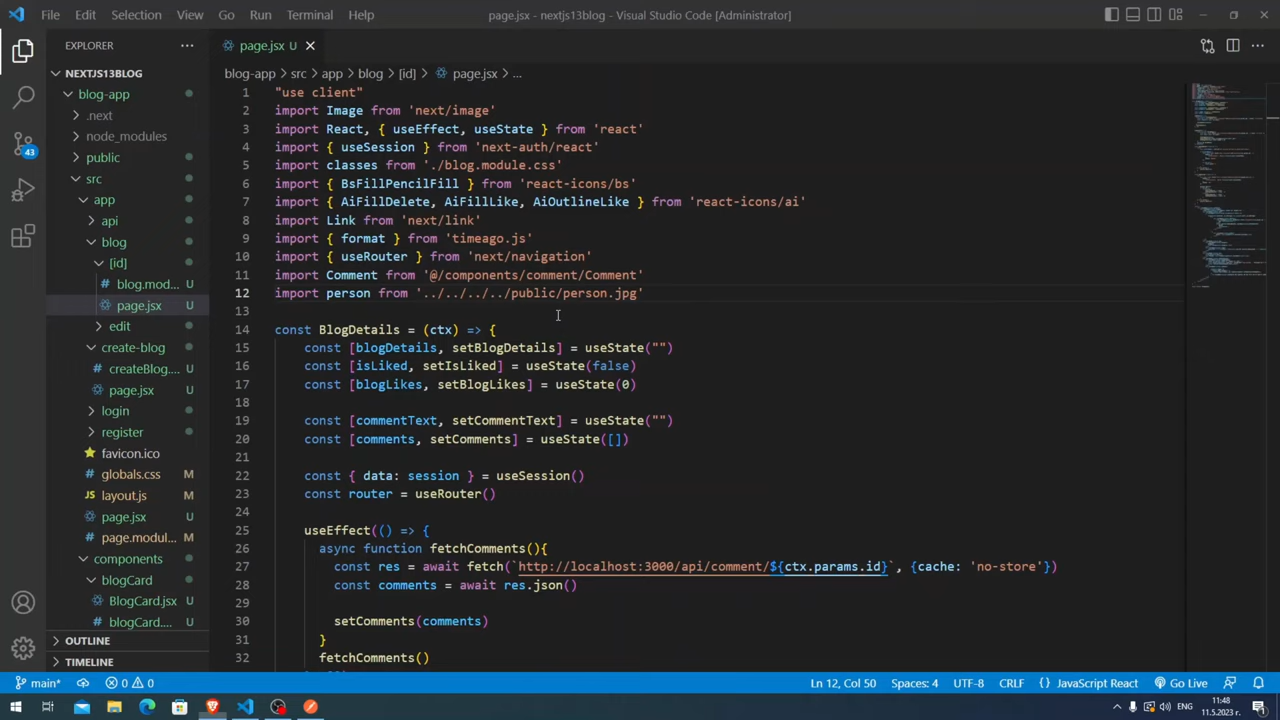 File Edit Selection View Go Run Terminal Help
page.jsx - nextjs13blog - Visual Studio Code [Administrator]
EXPLORER
page.jsx U
NEXTJS13BLOG
blog-app > src > app > blog > [id] > page.jsx > ...
blog-app
.next
node_modules
public
src
app
api
blog
[id]
blog.mod... U
page.jsx U
edit
create-blog
createBlog.... U
page.jsx U
login
register
favicon.ico
globals.css M
layout.js M
page.jsx U
page.modul... M
components
blogCard
BlogCard.jsx U
blogCard.... U
OUTLINE
TIMELINE
43
1 "use client"
2 import Image from 'next/image'
3 import React, { useEffect, useState } from 'react'
4 import { useSession } from 'next-auth/react'
5 import classes from './blog.module.css'
6 import { BsFillPencilFill } from 'react-icons/bs'
7 import { AiFillDelete, AiFillLike, AiOutlineLike } from 'react-icons/ai'
8 import Link from 'next/link'
9 import { format } from 'timeago.js'
10 import { useRouter } from 'next/navigation'
11 import Comment from '@/components/comment/Comment'
12 import person from '../../../../public/person.jpg'
13
14 const BlogDetails = (ctx) => {
15 const [blogDetails, setBlogDetails] = useState("")
16 const [isLiked, setIsLiked] = useState(false)
17 const [blogLikes, setBlogLikes] = useState(0)
18
19 const [commentText, setCommentText] = useState("")
20 const [comments, setComments] = useState([])
21
22 const { data: session } = useSession()
23 const router = useRouter()
24
25 useEffect(() => {
26 async function fetchComments(){
27 const res = await fetch(`http://localhost:3000/api/comment/${ctx.params.id}`, {cache: 'no-store'})
28 const comments = await res.json()
29
30 setComments(comments)
31 }
32 fetchComments()
main* 0 0 Ln 12, Col 50 Spaces: 4 UTF-8 CRLF JavaScript React Go Live
ENG 11:48
11.5.2023 г.